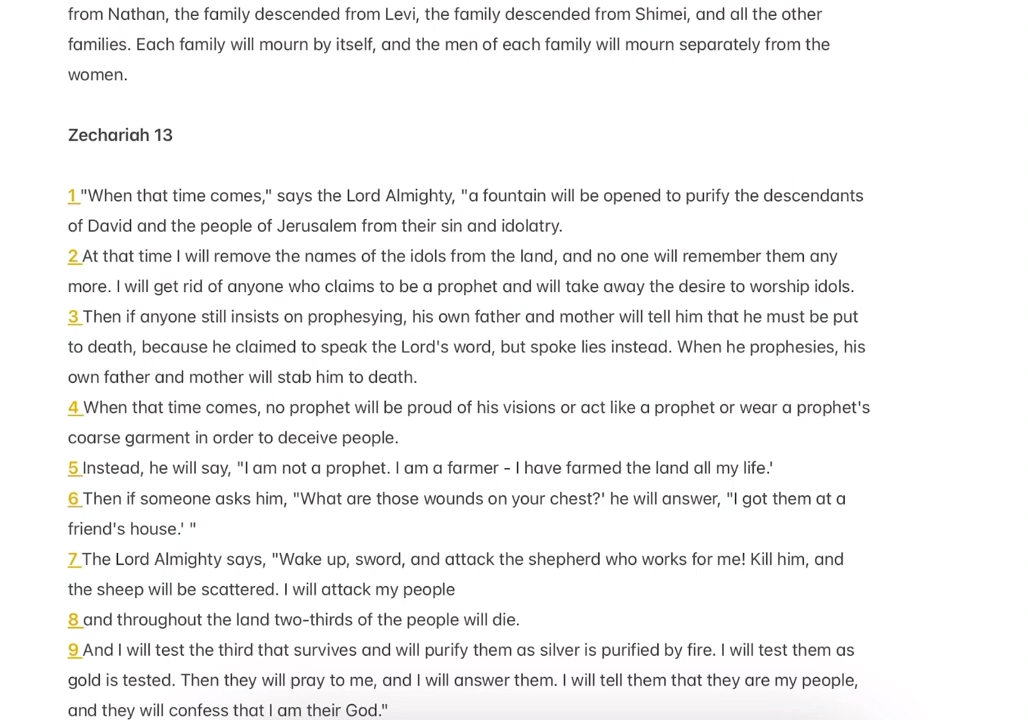 from Nathan, the family descended from Levi, the family descended from Shimei, and all the other
families. Each family will mourn by itself, and the men of each family will mourn separately from the
women.
Zechariah 13
1 "When that time comes," says the Lord Almighty, "a fountain will be opened to purify the descendants
of David and the people of Jerusalem from their sin and idolatry.
2 At that time I will remove the names of the idols from the land, and no one will remember them any
more. I will get rid of anyone who claims to be a prophet and will take away the desire to worship idols.
3 Then if anyone still insists on prophesying, his own father and mother will tell him that he must be put
to death, because he claimed to speak the Lord's word, but spoke lies instead. When he prophesies, his
own father and mother will stab him to death.
4 When that time comes, no prophet will be proud of his visions or act like a prophet or wear a prophet's
coarse garment in order to deceive people.
5 Instead, he will say, "I am not a prophet. I am a farmer - I have farmed the land all my life.'
6 Then if someone asks him, "What are those wounds on your chest?' he will answer, "I got them at a
friend's house.' "
7 The Lord Almighty says, "Wake up, sword, and attack the shepherd who works for me! Kill him, and
the sheep will be scattered. I will attack my people
8 and throughout the land two-thirds of the people will die.
9 And I will test the third that survives and will purify them as silver is purified by fire. I will test them as
gold is tested. Then they will pray to me, and I will answer them. I will tell them that they are my people,
and they will confess that I am their God."